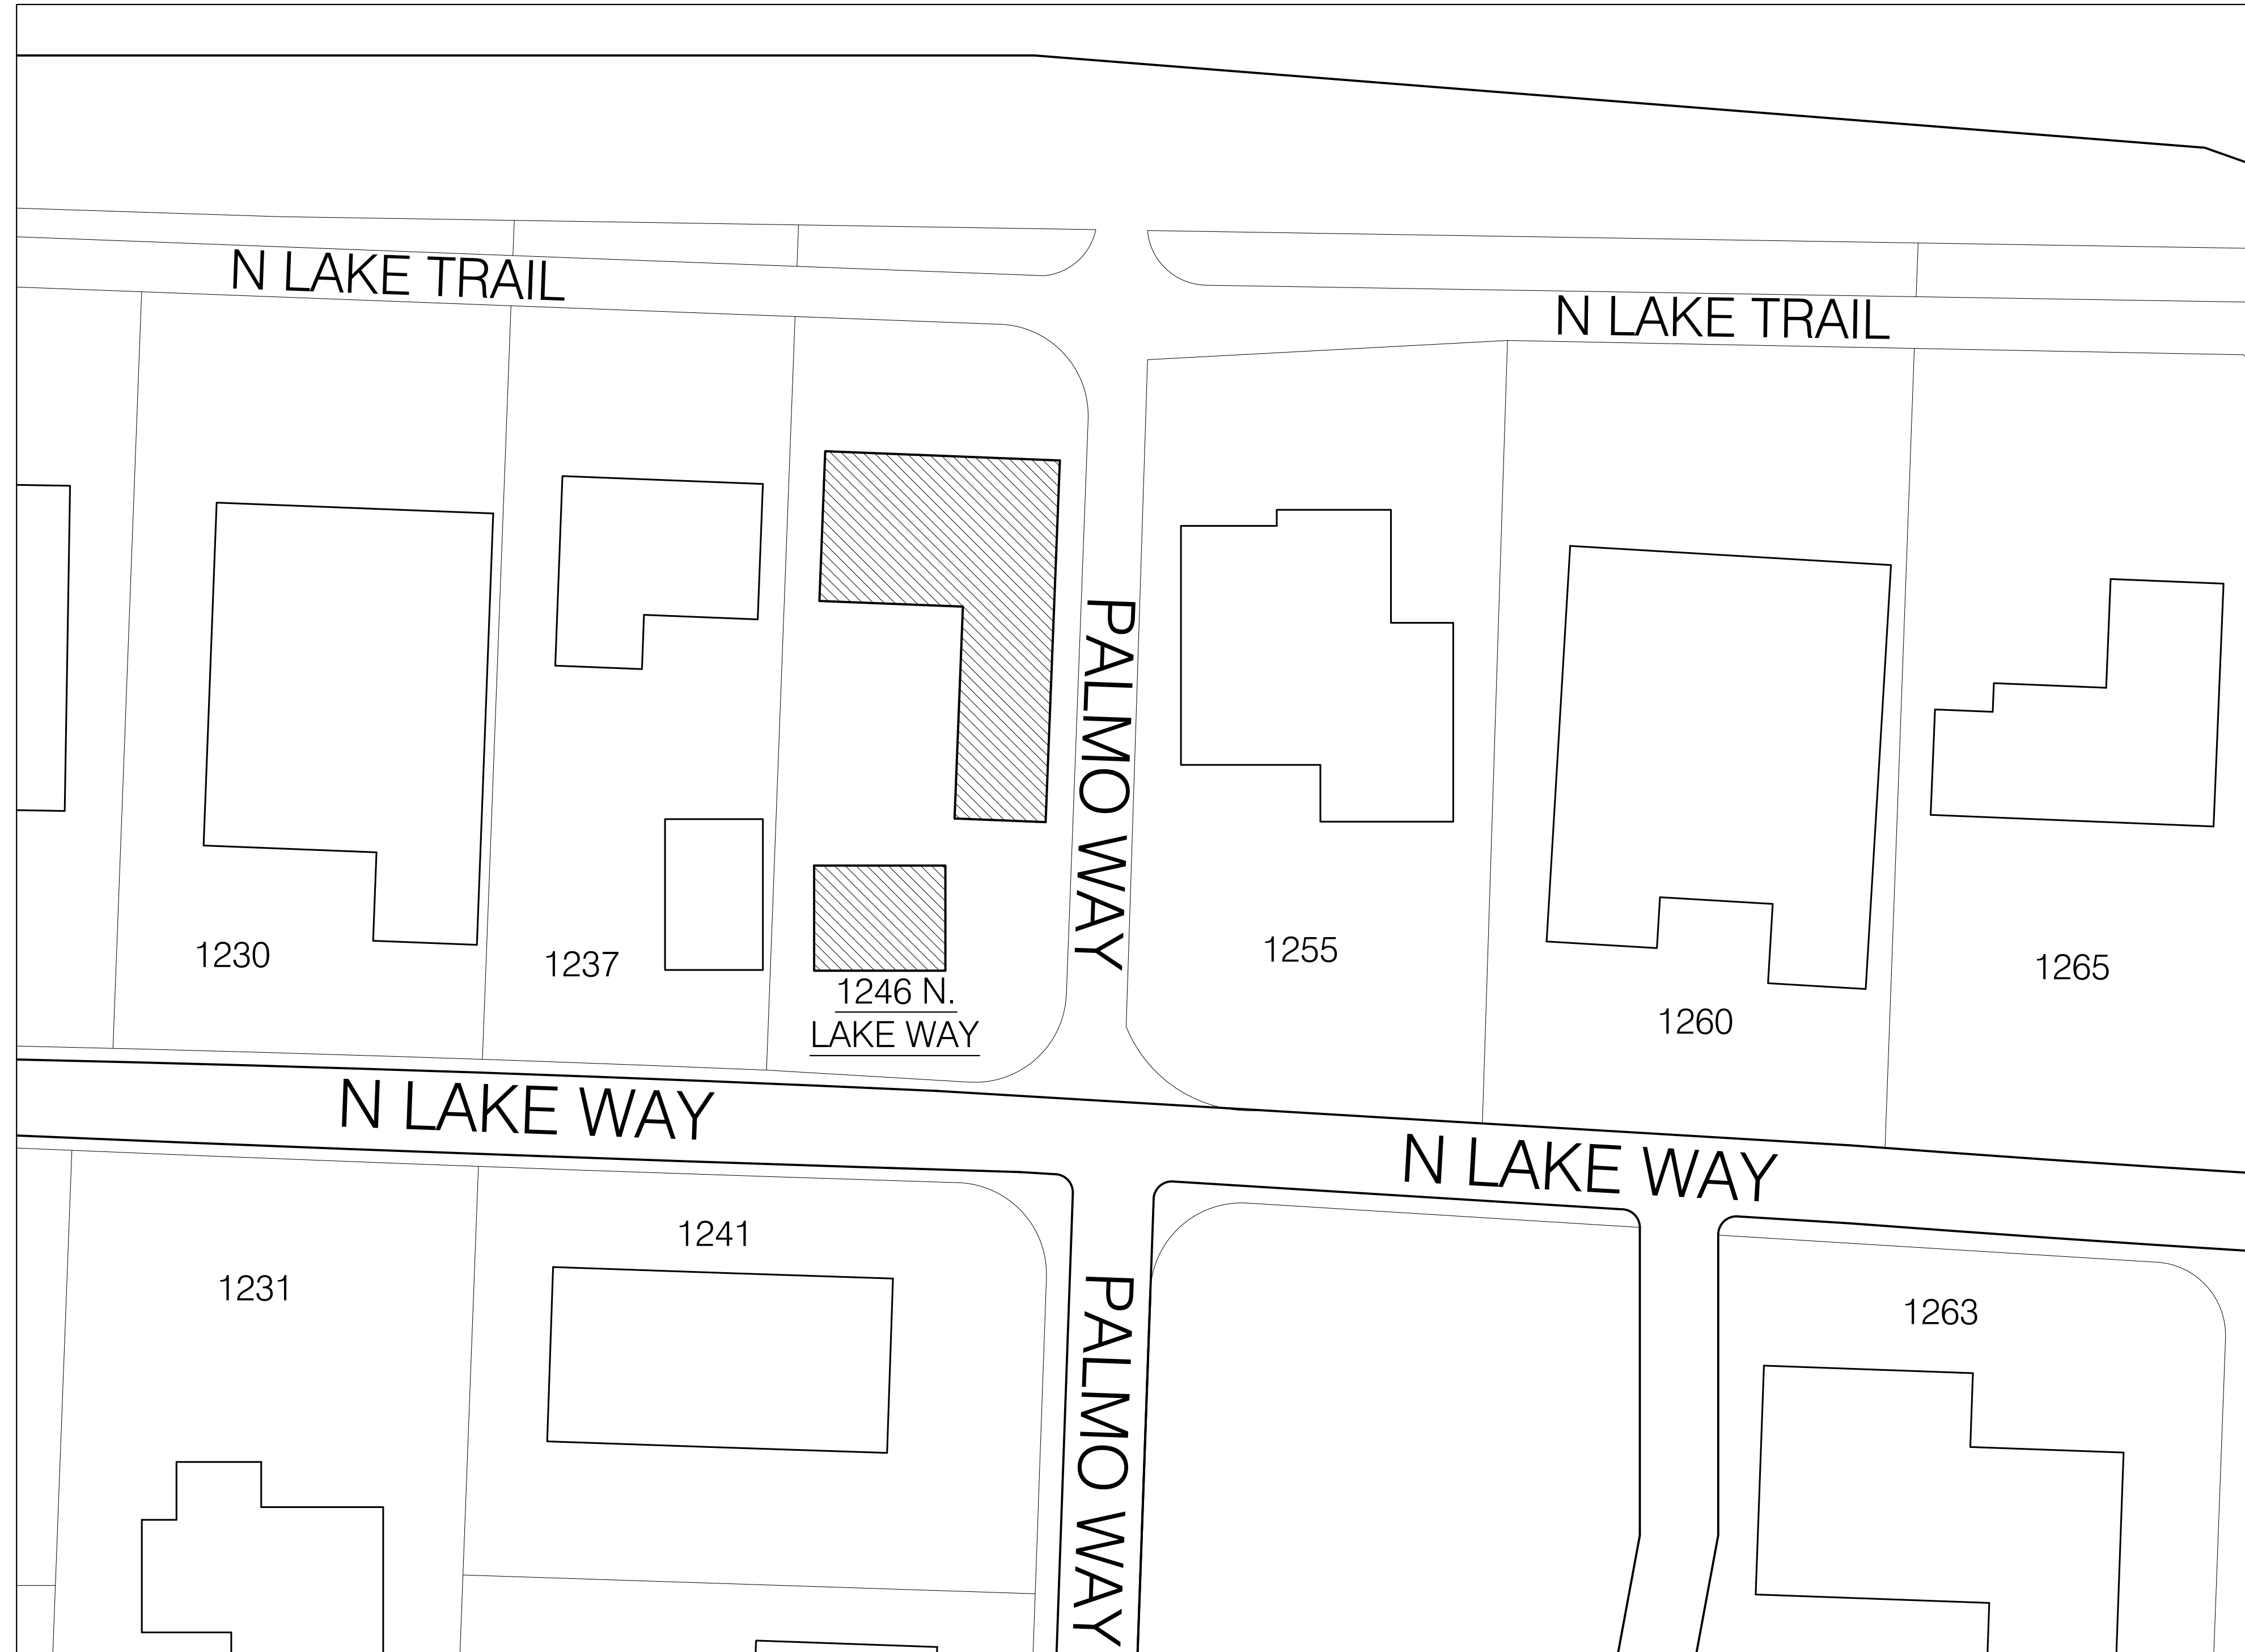 N LAKE TRAIL
N LAKE TRAIL
PALMO WAY
1230
1237
1246 N.
LAKE WAY
1255
1260
1265
N LAKE WAY
N LAKE WAY
1231
1241
PALMO WAY
1263